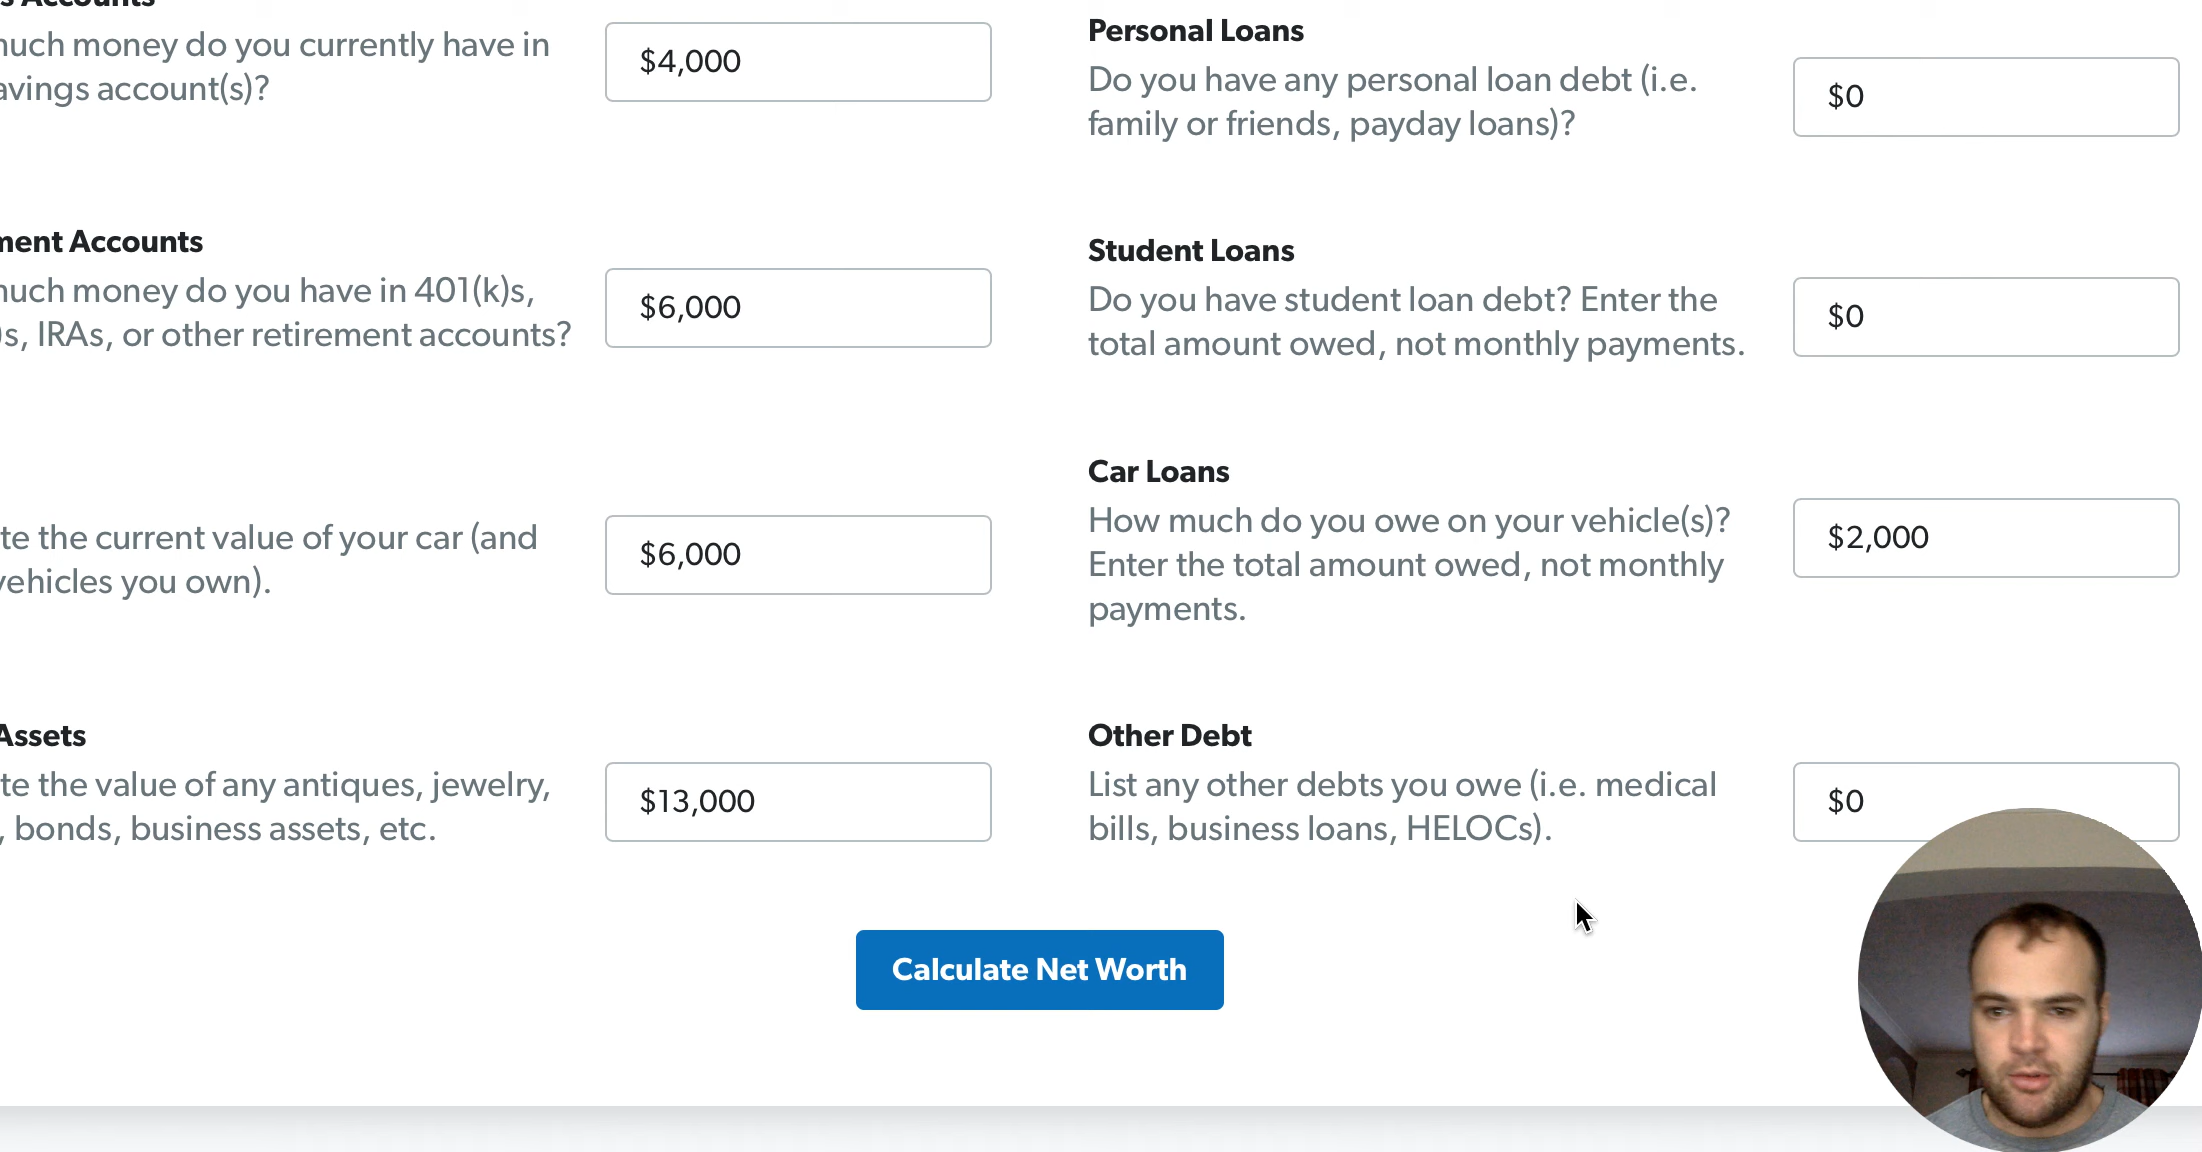 s Accounts
much money do you currently have in
avings account(s)?
$4,000
Personal Loans
Do you have any personal loan debt (i.e.
family or friends, payday loans)?
$0
ment Accounts
much money do you have in 401(k)s,
)s, IRAs, or other retirement accounts?
$6,000
Student Loans
Do you have student loan debt? Enter the
total amount owed, not monthly payments.
$0
te the current value of your car (and
vehicles you own).
$6,000
Car Loans
How much do you owe on your vehicle(s)?
Enter the total amount owed, not monthly
payments.
$2,000
Assets
te the value of any antiques, jewelry,
, bonds, business assets, etc.
$13,000
Other Debt
List any other debts you owe (i.e. medical
bills, business loans, HELOCs).
$0
Calculate Net Worth